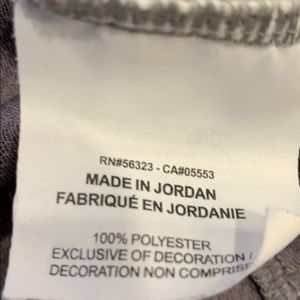 RN#56323 - CA#05553
MADE IN JORDAN
FABRIQUÉ EN JORDANIE
100% POLYESTER
EXCLUSIVE OF DECORATION /
DECORATION NON COMPRISE